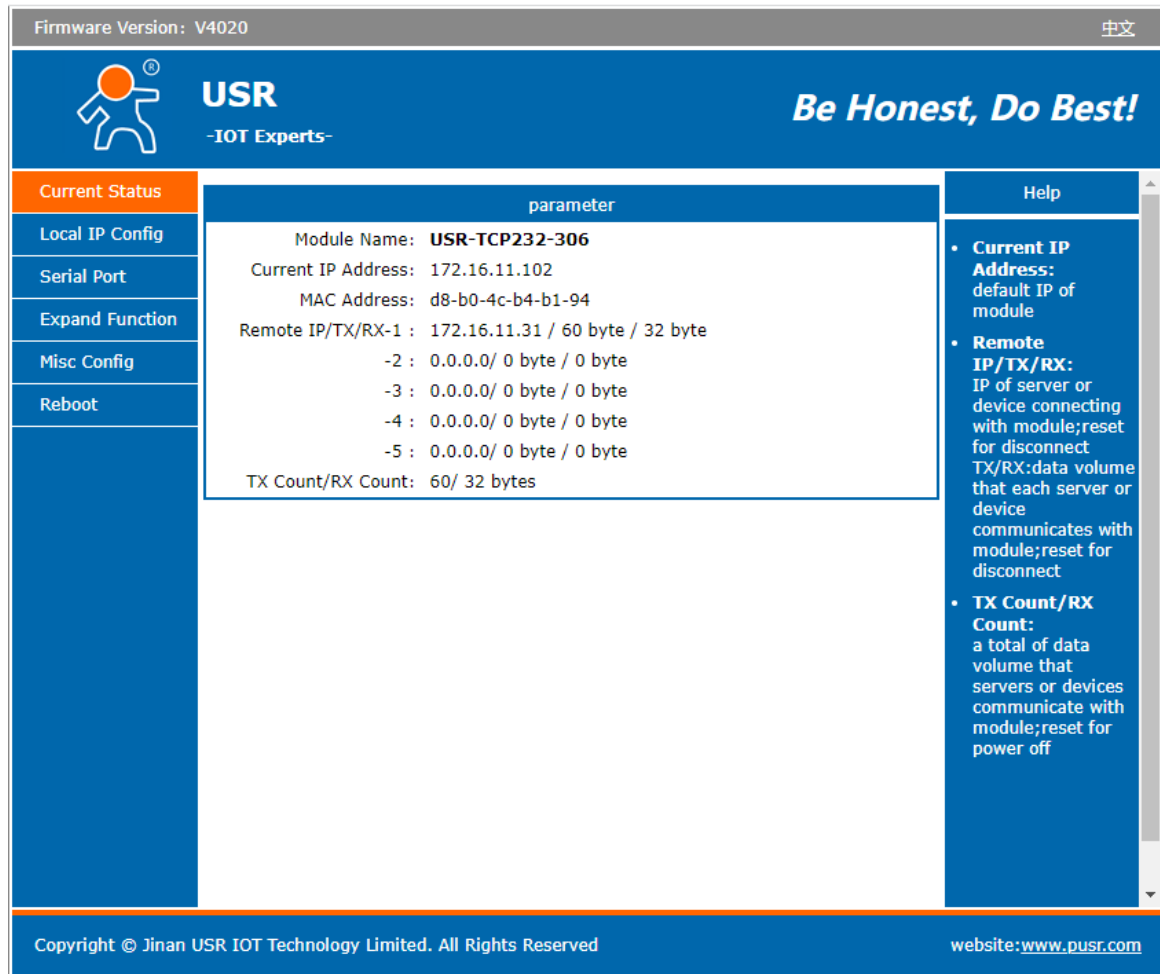 Firmware Version: V4020
中文
®
USR
-IOT Experts-
Be Honest, Do Best!
Current Status
Local IP Config
Serial Port
Expand Function
Misc Config
Reboot
parameter
Module Name: USR-TCP232-306
Current IP Address: 172.16.11.102
MAC Address: d8-b0-4c-b4-b1-94
Remote IP/TX/RX-1 : 172.16.11.31 / 60 byte / 32 byte
-2 : 0.0.0.0/ 0 byte / 0 byte
-3 : 0.0.0.0/ 0 byte / 0 byte
-4 : 0.0.0.0/ 0 byte / 0 byte
-5 : 0.0.0.0/ 0 byte / 0 byte
TX Count/RX Count: 60/ 32 bytes
Help
• Current IP
Address:
default IP of
module
• Remote
IP/TX/RX:
IP of server or
device connecting
with module;reset
for disconnect
TX/RX:data volume
that each server or
device
communicates with
module;reset for
disconnect
• TX Count/RX
Count:
a total of data
volume that
servers or devices
communicate with
module;reset for
power off
Copyright © Jinan USR IOT Technology Limited. All Rights Reserved
website:www.pusr.com